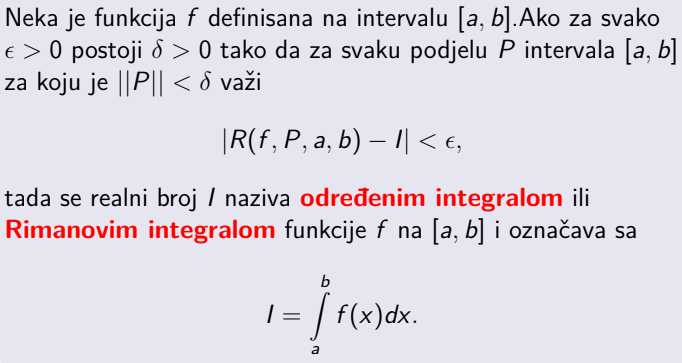 Neka je funkcija f definisana na intervalu [a, b].Ako za svako
ϵ > 0 postoji δ > 0 tako da za svaku podjelu P intervala [a, b]
za koju je ||P|| < δ važi
|R(f, P, a, b) − I| < ϵ,
tada se realni broj I naziva određenim integralom ili
Rimanovim integralom funkcije f na [a, b] i označava sa
I = ∫_a^b f(x)dx.